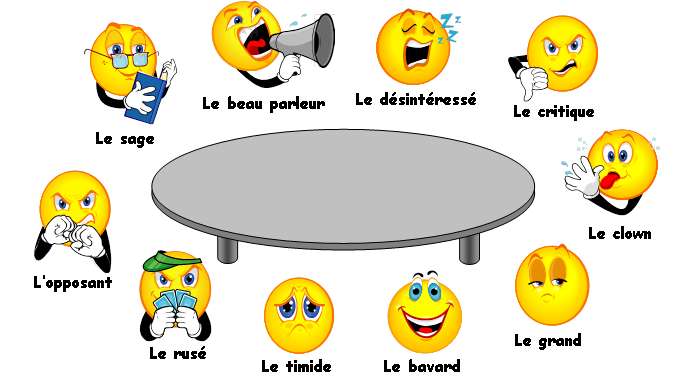 Le sage
Le beau parleur
Le désintéressé
Le critique
Le clown
Le grand
Le bavard
Le timide
Le rusé
L'opposant
Z Z Z Z